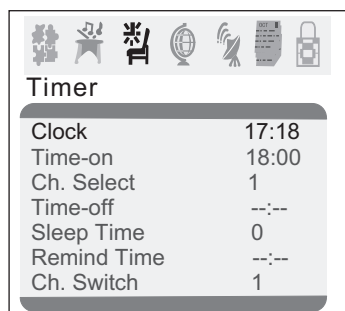 OCT
Timer
Clock 17:18
Time-on 18:00
Ch. Select 1
Time-off --:--
Sleep Time 0
Remind Time --:--
Ch. Switch 1